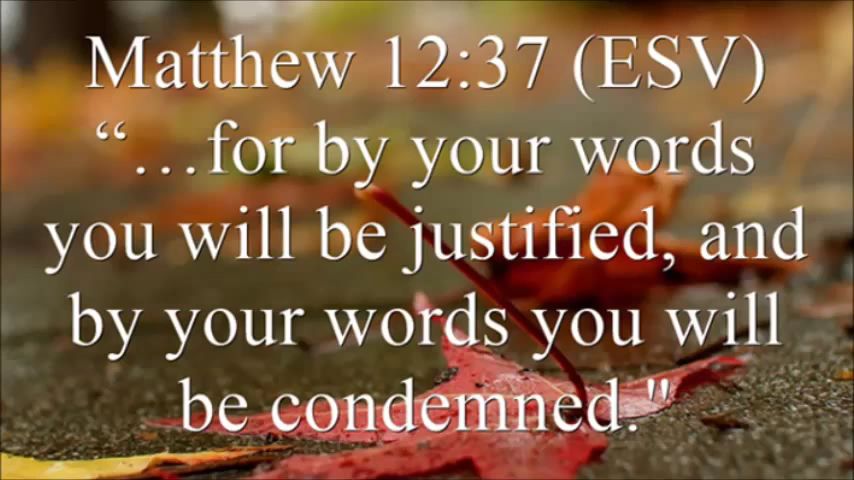 Matthew 12:37 (ESV)
“…for by your words
you will be justified, and
by your words you will
be condemned."